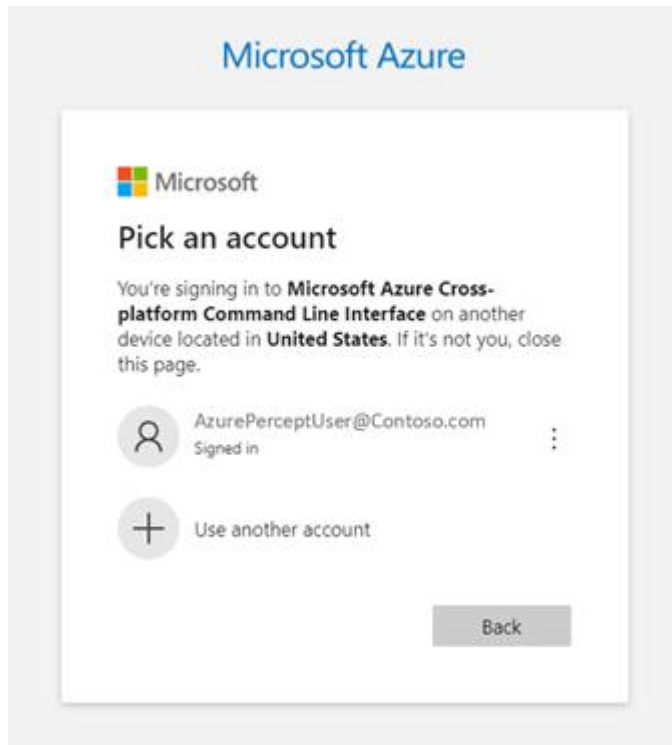 Microsoft Azure
Microsoft
Pick an account
You're signing in to Microsoft Azure Cross-
platform Command Line Interface on another
device located in United States. If it's not you, close
this page.
AzurePerceptUser@Contoso.com
Signed in
Use another account
Back